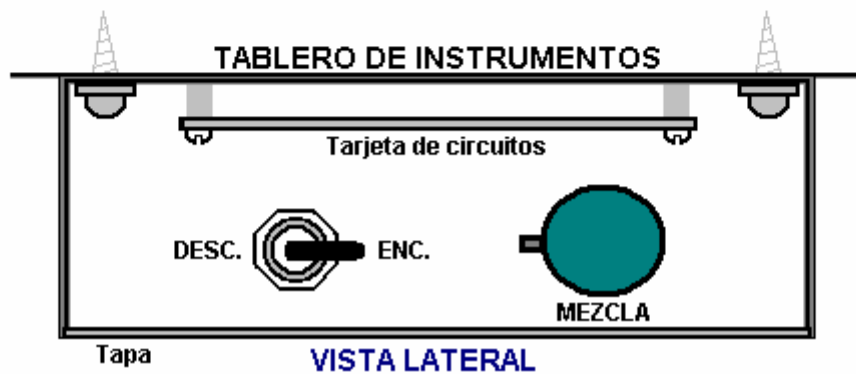 TABLERO DE INSTRUMENTOS
Tarjeta de circuitos
DESC. ENC.
MEZCLA
Tapa VISTA LATERAL